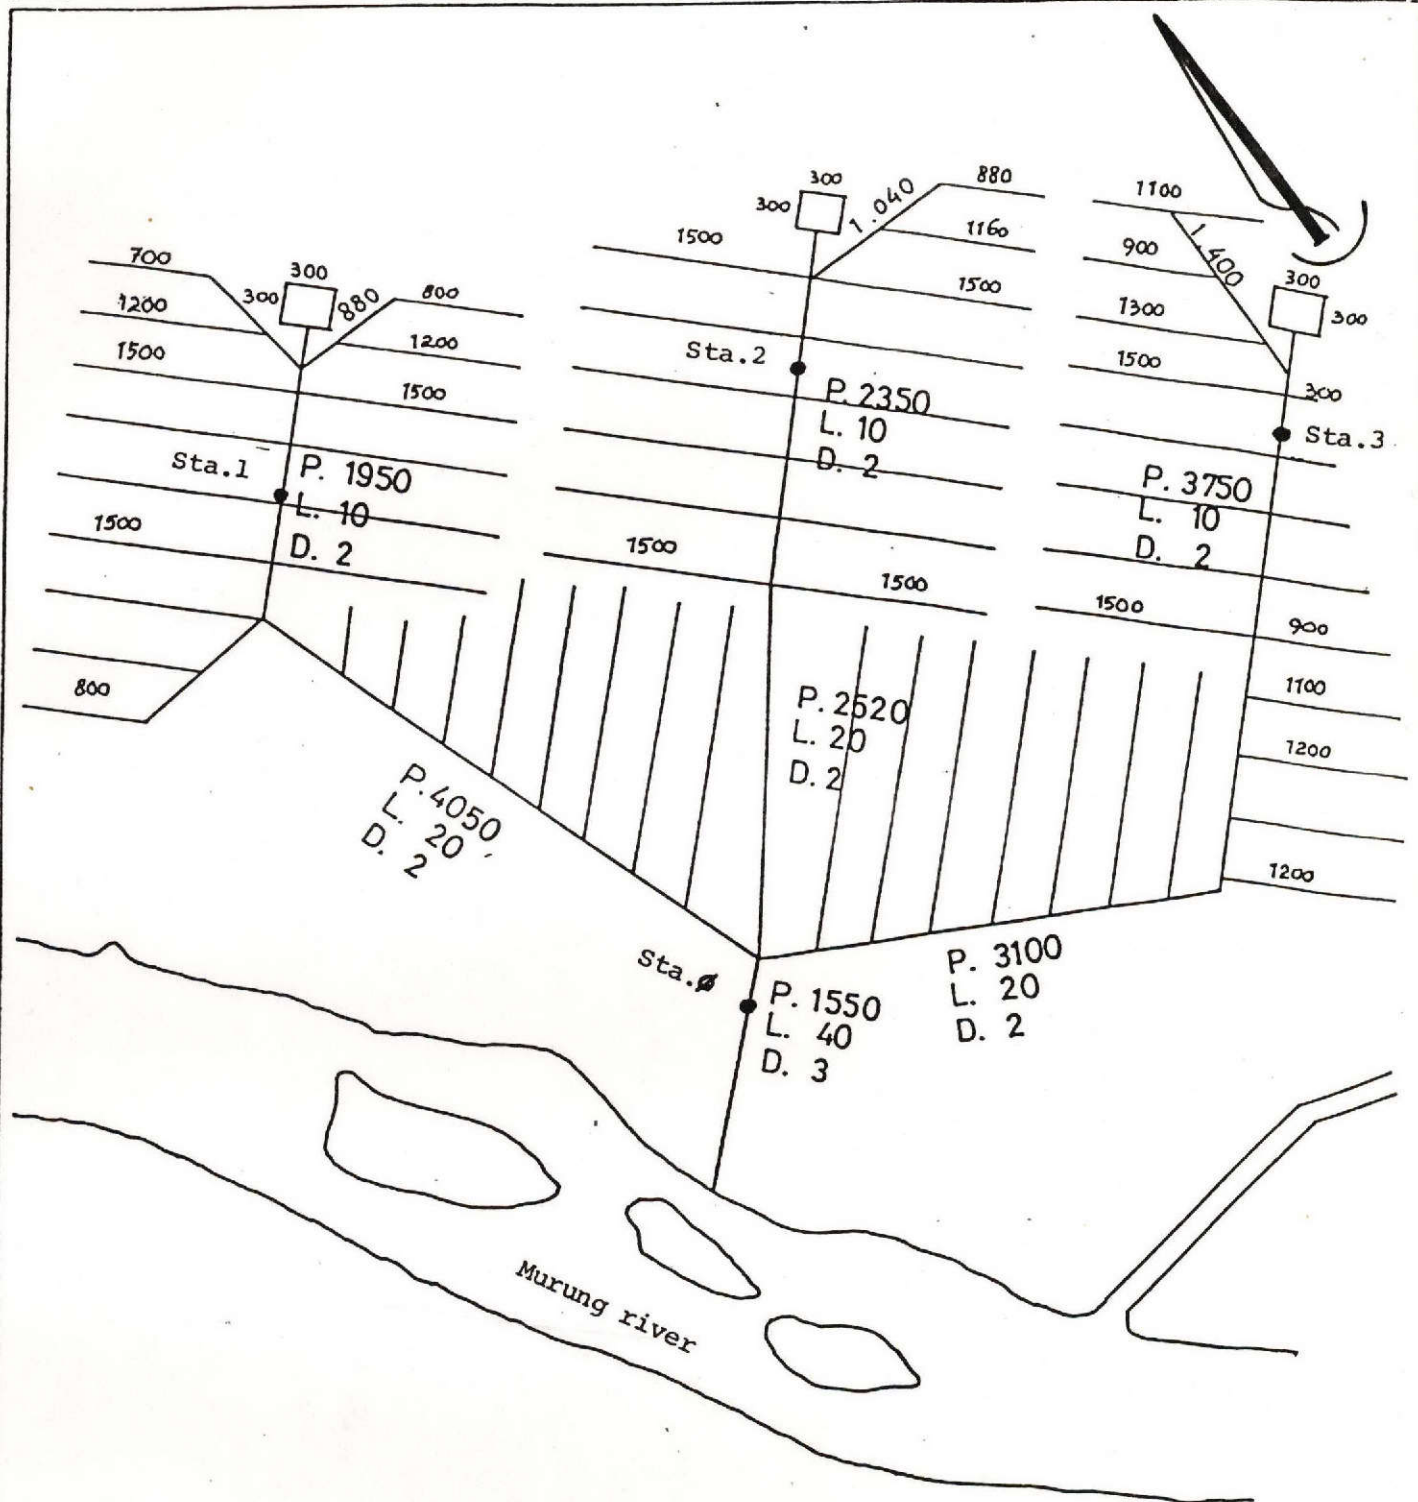 880
300
1100
1.040
300
1160
900
1500
1.400
700
300
300
300
880
800
1500
1300
300
1200
1200
Sta.2
1500
1500
1500
300
P. 2350
L. 10
D. 2
Sta.3
Sta.1
P. 1950
L. 10
D. 2
P. 3750
L. 10
D. 2
1500
1500
1500
1500
900
800
P. 2520
L. 20
D. 2
1100
1200
P. 4050
L. 20
D. 2
1200
Sta.Ø
P. 1550
L. 40
D. 3
P. 3100
L. 20
D. 2
Murung river